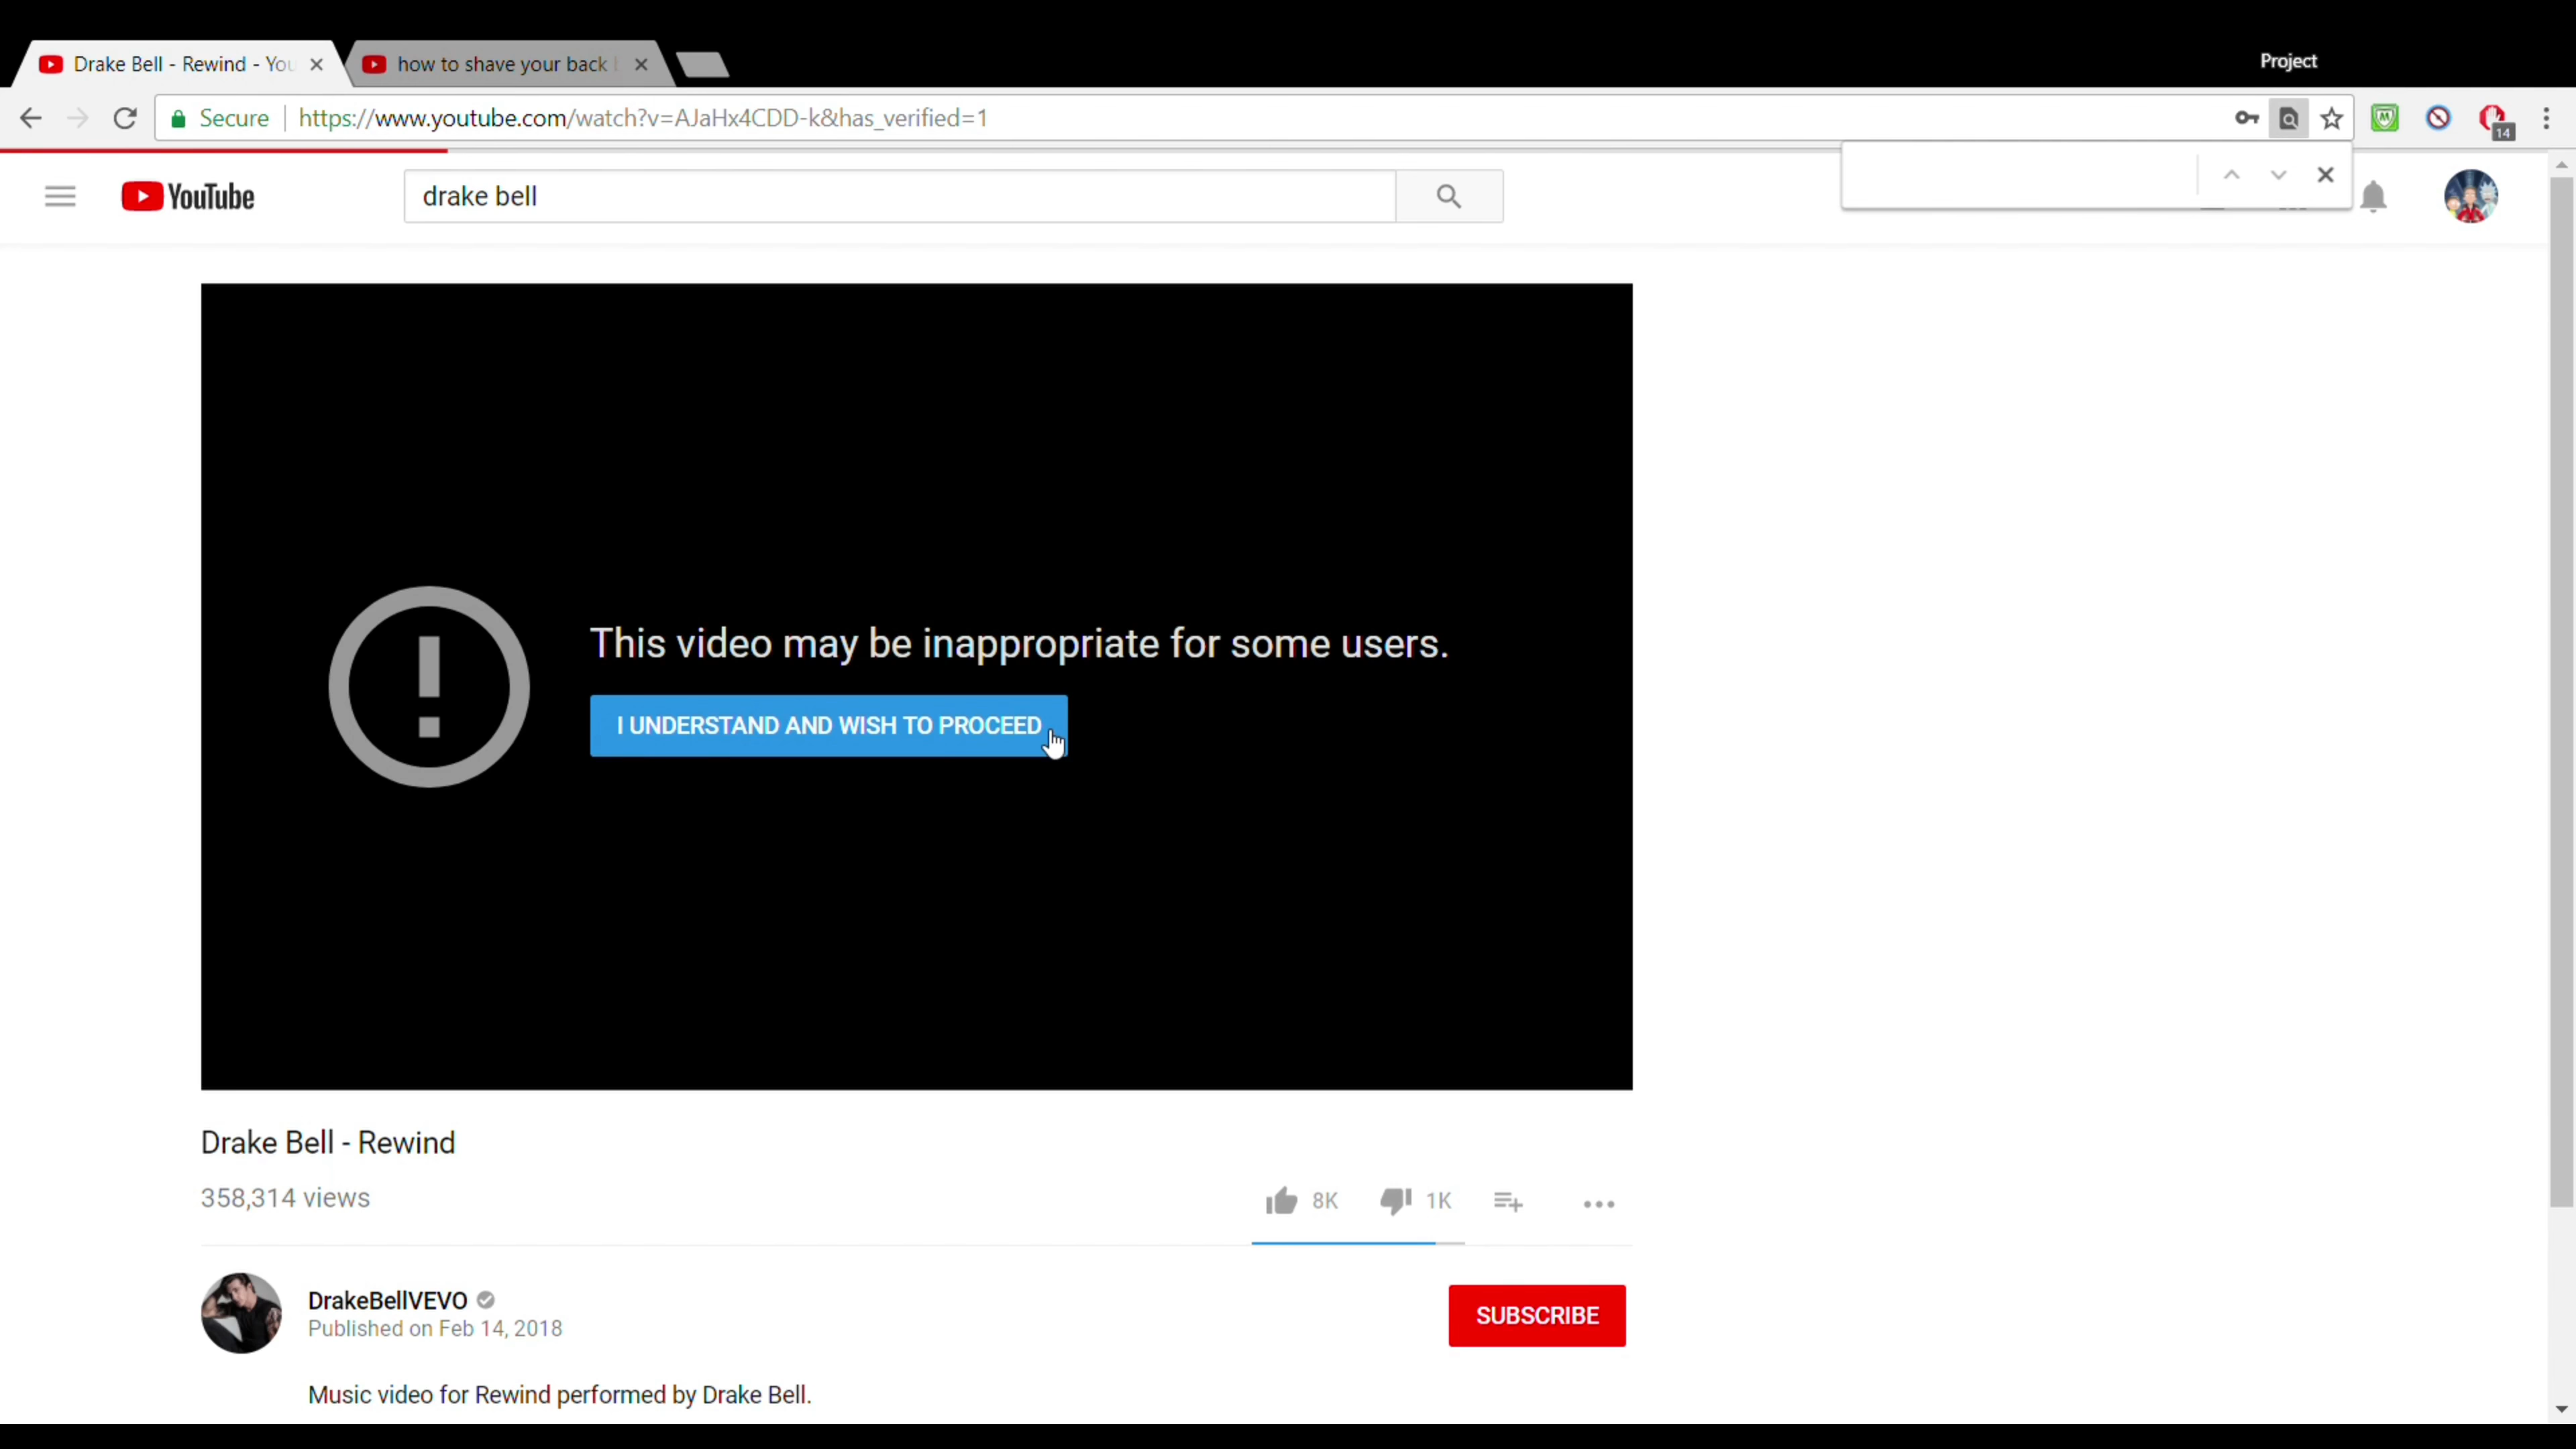 Project
Drake Bell - Rewind - You
how to shave your back
Secure
https://www.youtube.com/watch?v=AJaHx4CDD-k&has_verified=1
14
YouTube
drake bell
This video may be inappropriate for some users.
I UNDERSTAND AND WISH TO PROCEED
Drake Bell - Rewind
358,314 views
8K
1K
DrakeBellVEVO
Published on Feb 14, 2018
SUBSCRIBE
Music video for Rewind performed by Drake Bell.